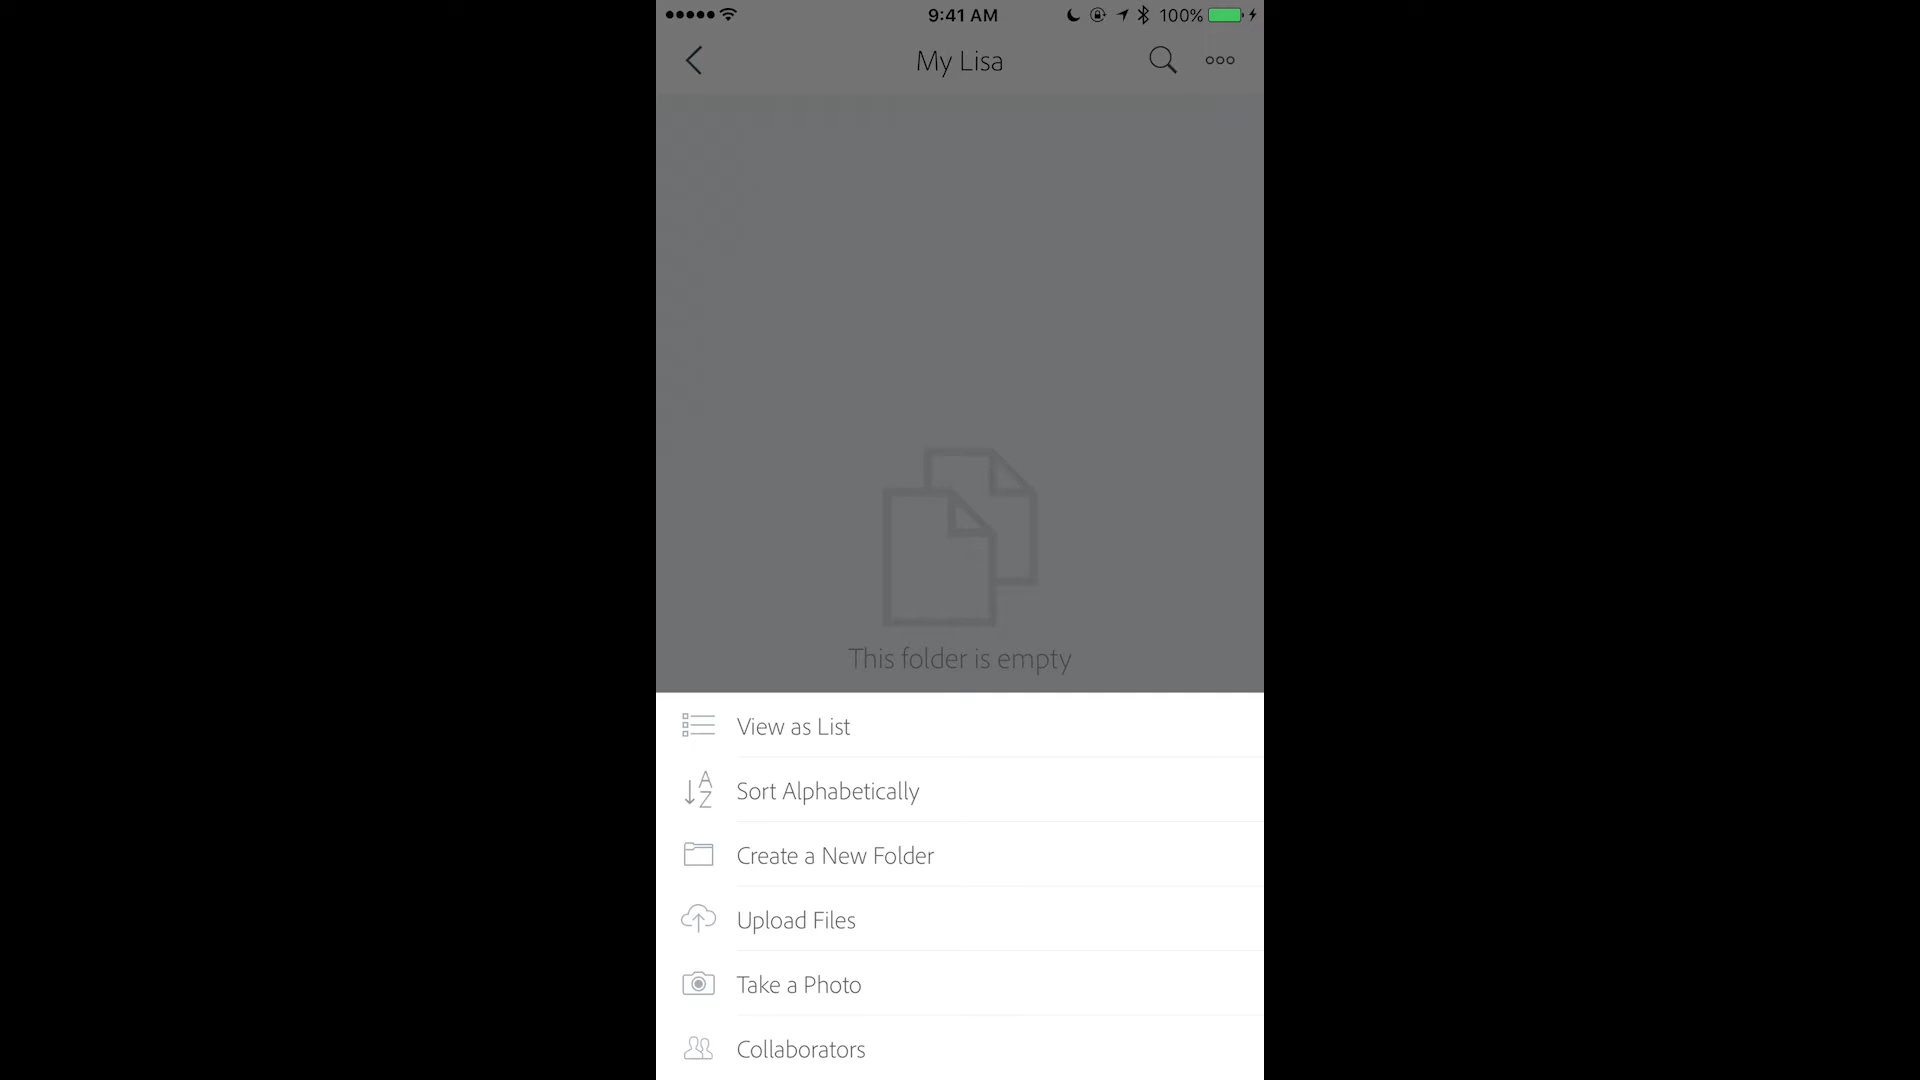 9:41 AM 100%
My Lisa
This folder is empty
View as List
Sort Alphabetically
Create a New Folder
Upload Files
Take a Photo
Collaborators